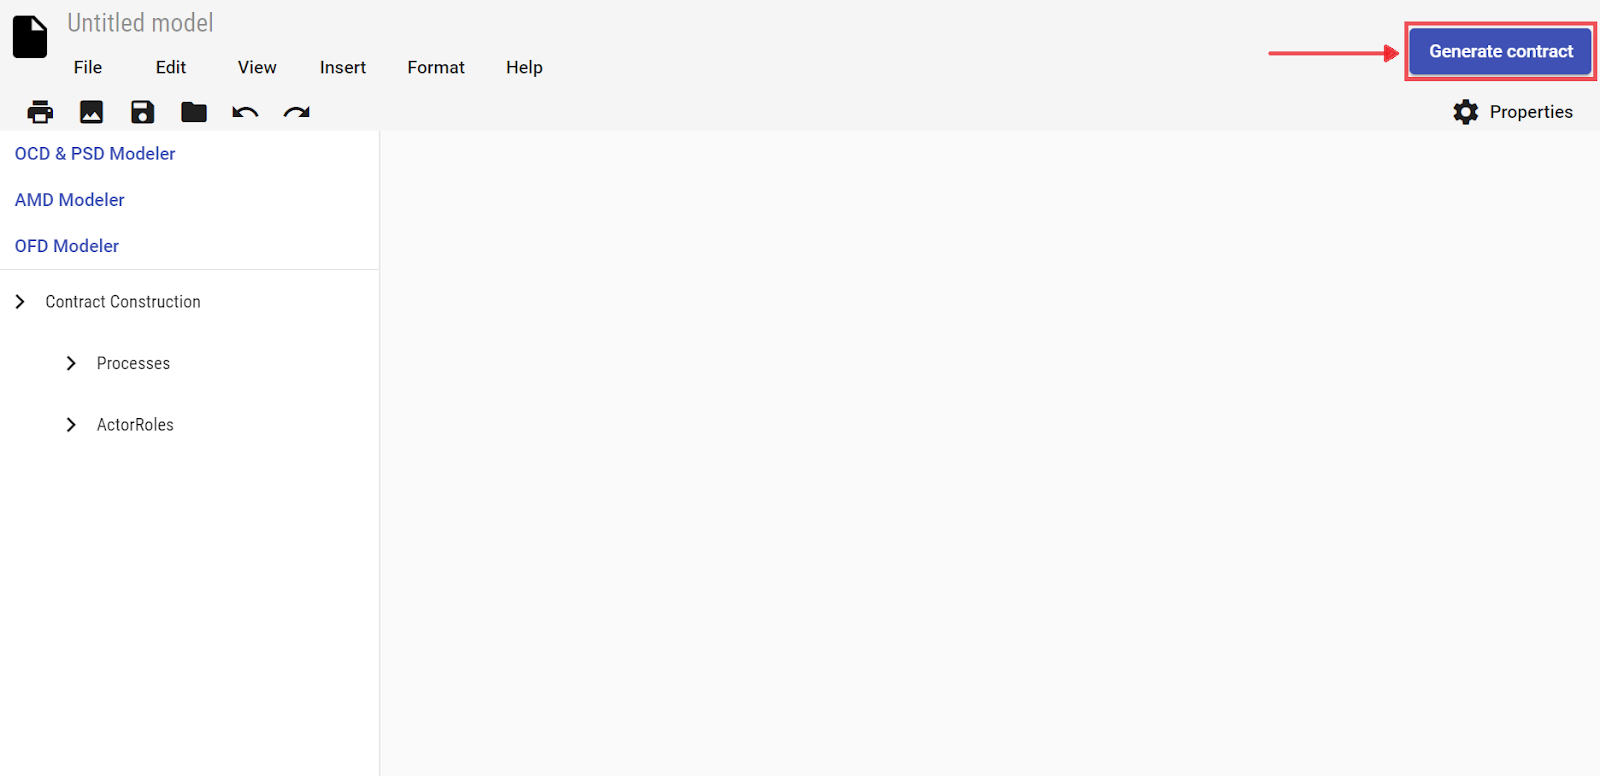 Untitled model
Generate contract
File Edit View Insert Format Help
Properties
OCD & PSD Modeler
AMD Modeler
OFD Modeler
Contract Construction
Processes
ActorRoles